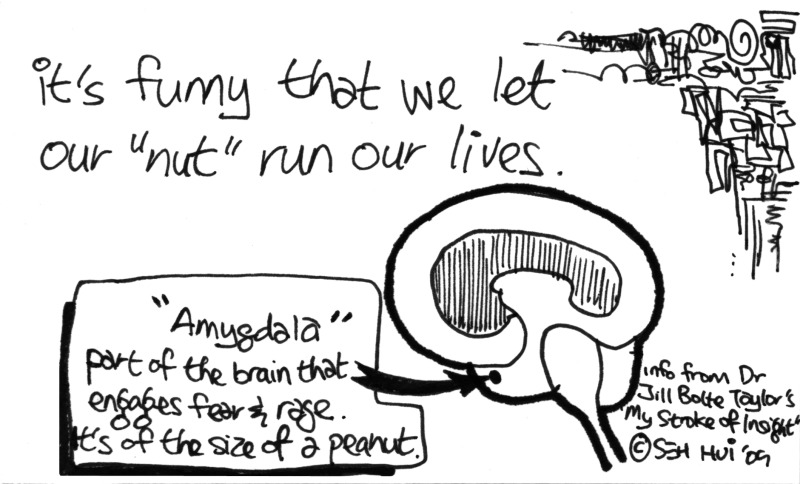 it's funny that we let
our "nut" run our lives.
"Amygdala"
part of the brain that
engages fear & rage.
It's of the size of a peanut.
info from Dr
Jill Bolte Taylor's
"My Stroke of Insight"
© SEH HUI '09